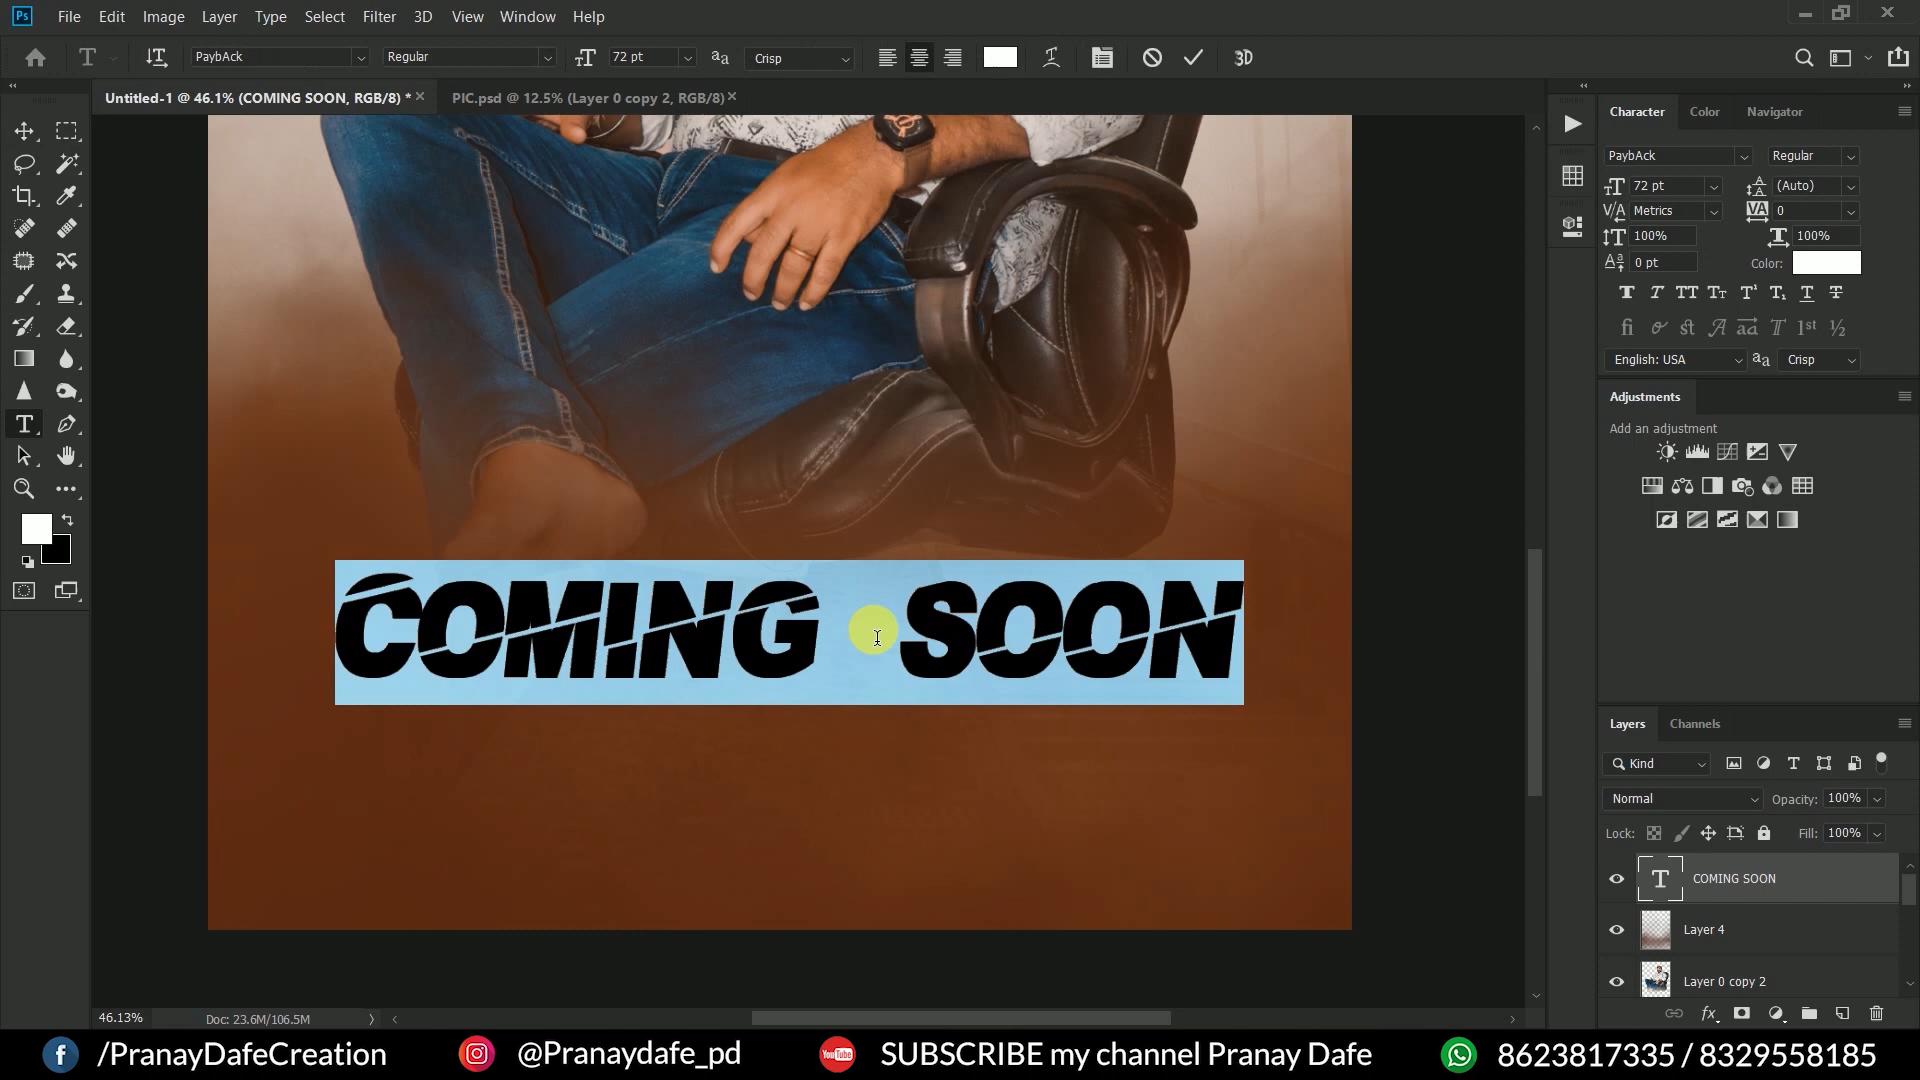 Ps File Edit Image Layer Type Select Filter 3D View Window Help
PaybAck Regular 72 pt Crisp 3D
Untitled-1 @ 46.1% (COMING SOON, RGB/8) * PIC.psd @ 12.5% (Layer 0 copy 2, RGB/8)
Character Color Navigator
PaybAck Regular
72 pt (Auto)
Metrics 0
100% 100%
0 pt Color:
English: USA Crisp
Adjustments
Add an adjustment
COMING SOON
Layers Channels
Kind
Normal Opacity: 100%
Lock: Fill: 100%
COMING SOON
Layer 4
Layer 0 copy 2
46.13% Doc: 23.6M/106.5M
/PranayDafeCreation @Pranaydafe_pd YouTube SUBSCRIBE my channel Pranay Dafe 8623817335 / 8329558185